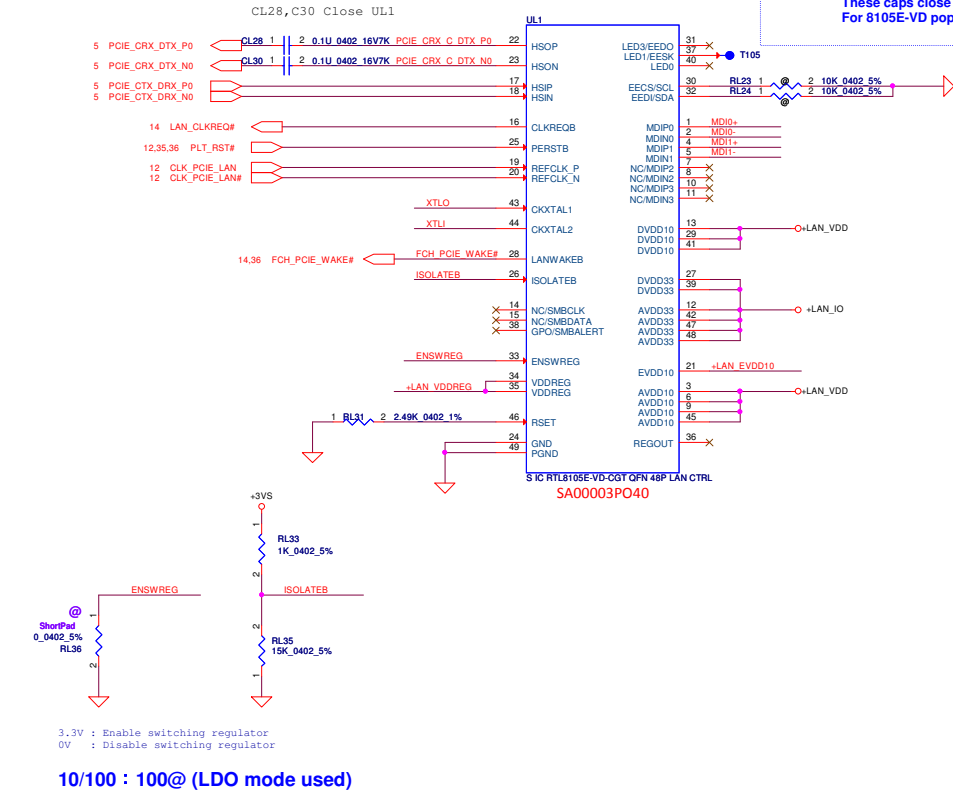 These caps close
For 8105E-VD pop
CL28,C30 Close UL1
UL1
5 PCIE_CRX_DTX_P0 CL28 1 2 0.1U_0402_16V7K PCIE_CRX_C_DTX_P0 22 HSOP
5 PCIE_CRX_DTX_N0 CL30 1 2 0.1U_0402_16V7K PCIE_CRX_C_DTX_N0 23 HSON
5 PCIE_CTX_DRX_P0 17 HSIP
5 PCIE_CTX_DRX_N0 18 HSIN
14 LAN_CLKREQ# 16 CLKREQB
12,35,36 PLT_RST# 25 PERSTB
12 CLK_PCIE_LAN 19 REFCLK_P
12 CLK_PCIE_LAN# 20 REFCLK_N
XTLO 43 CKXTAL1
XTLI 44 CKXTAL2
14,36 FCH_PCIE_WAKE# FCH_PCIE_WAKE# 28 LANWAKEB
ISOLATEB 26 ISOLATEB
14 NC/SMBCLK
15 NC/SMBDATA
38 GPO/SMBALERT
ENSWREG 33 ENSWREG
34 VDDREG
+LAN_VDDREG 35 VDDREG
1 RL31 2 2.49K_0402_1% 46 RSET
24 GND
49 PGND
LED3/EEDO 31
LED1/EESK 37 T105
LED0 40
EECS/SCL 30 RL23 1 @ 2 10K_0402_5%
EEDI/SDA 32 RL24 1 @ 2 10K_0402_5%
MDIP0 1 MDI0+
MDIN0 2 MDI0-
MDIP1 4 MDI1+
MDIN1 5 MDI1-
NC/MDIP2 7
NC/MDIN2 8
NC/MDIP3 10
NC/MDIN3 11
DVDD10 13 +LAN_VDD
DVDD10 29
DVDD10 41
DVDD33 27
DVDD33 39
AVDD33 12 +LAN_IO
AVDD33 42
AVDD33 47
AVDD33 48
EVDD10 21 +LAN_EVDD10
AVDD10 3 +LAN_VDD
AVDD10 6
AVDD10 9
AVDD10 45
REGOUT 36
S IC RTL8105E-VD-CGT QFN 48P LAN CTRL
SA00003PO40
+3VS
1
RL33
1K_0402_5%
2
ENSWREG
ISOLATEB
@
ShortPad
0_0402_5%
RL36
1
2
2
RL35
15K_0402_5%
1
3.3V : Enable switching regulator
0V : Disable switching regulator
10/100 : 100@ (LDO mode used)